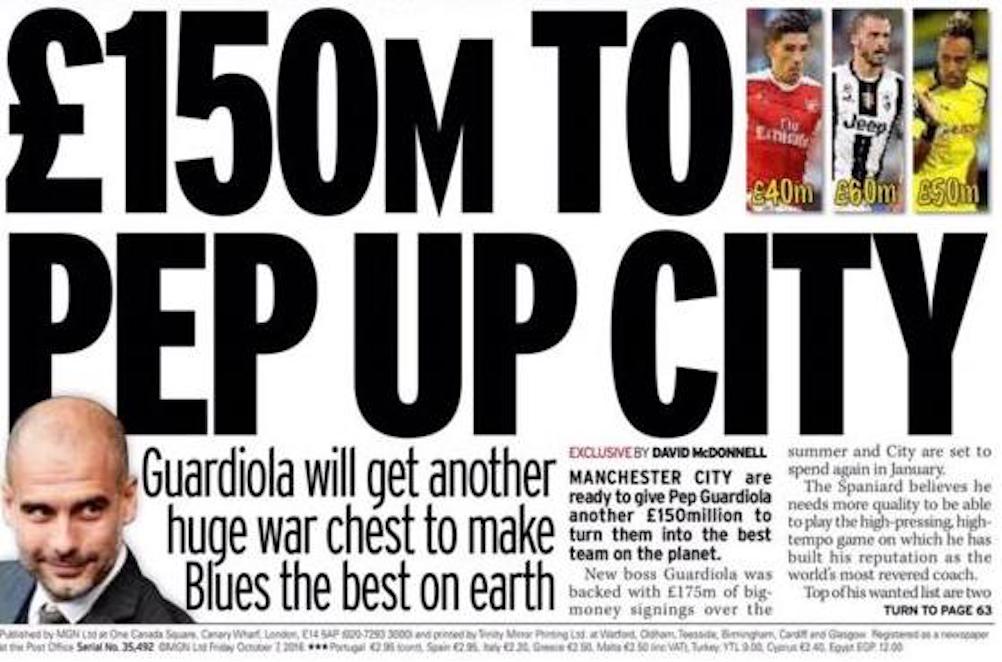 £150M TO
PEP UP CITY
Fly
Emirates
Jeep
£40m
£60m
£50m
Guardiola will get another
huge war chest to make
Blues the best on earth
EXCLUSIVE BY DAVID McDONNELL
MANCHESTER CITY are
ready to give Pep Guardiola
another £150million to
turn them into the best
team on the planet.
New boss Guardiola was
backed with £175m of big-
money signings over the
summer and City are set to
spend again in January.
The Spaniard believes he
needs more quality to be able
to play the high-pressing, high-
tempo game on which he has
built his reputation as the
world's most revered coach.
Top of his wanted list are two
TURN TO PAGE 63
Published by MGN Ltd at One Canada Square, Canary Wharf, London, E14 5AP (020-7293 3000) and printed by Trinity Mirror Printing Ltd. at Watford, Oldham, Teesside, Birmingham, Cardiff and Glasgow. Registered as a newspaper
at the Post Office Serial No. 35,492 ©MGN Ltd Friday October 7, 2016 ★★★ Portugal €2.95 (cont), Spain €2.95, Italy €2.20, Greece €2.50, Malta €2.50 (inc VAT), Turkey: YTL 9.00, Cyprus €2.40, Egypt EGP. 12.00